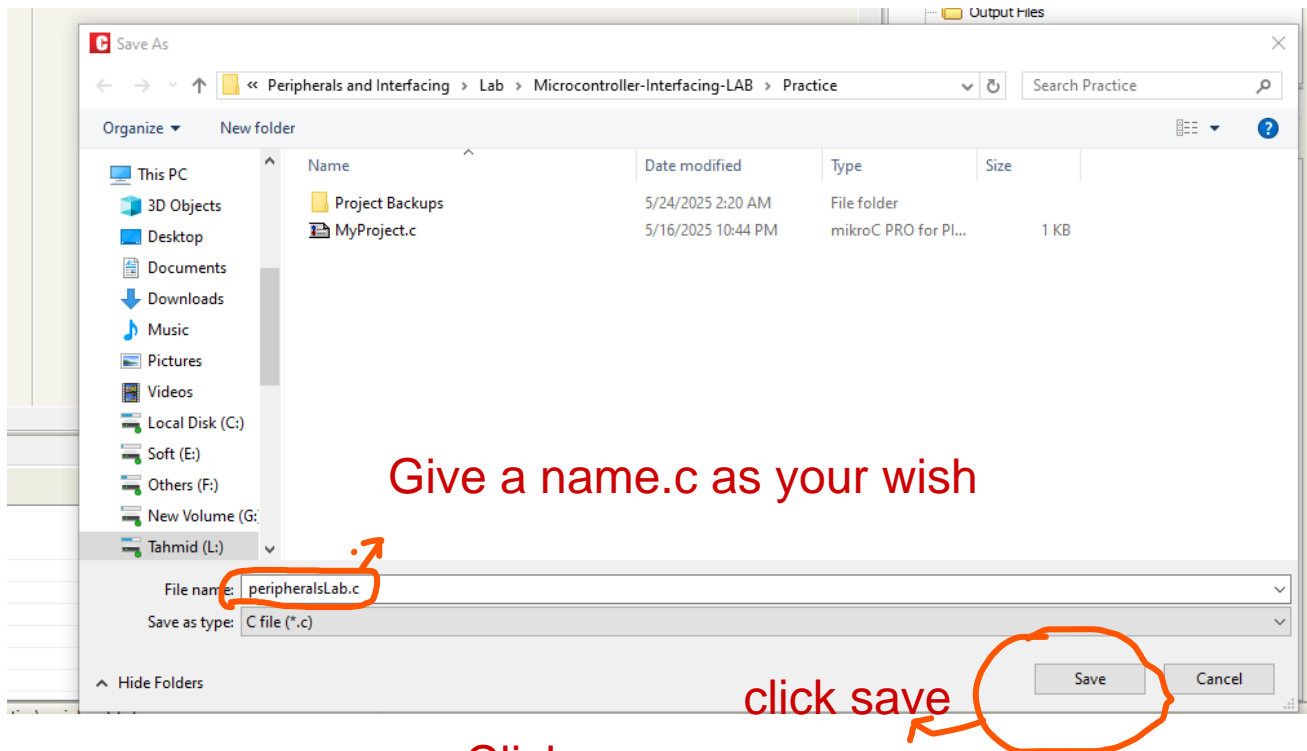 Output Files
Save As
« Peripherals and Interfacing > Lab > Microcontroller-Interfacing-LAB > Practice
Search Practice
Organize
New folder
Name
Date modified
Type
Size
This PC
3D Objects
Desktop
Documents
Downloads
Music
Pictures
Videos
Local Disk (C:)
Soft (E:)
Others (F:)
New Volume (G:
Tahmid (L:)
Project Backups
5/24/2025 2:20 AM
File folder
MyProject.c
5/16/2025 10:44 PM
mikroC PRO for PI...
1 KB
Give a name.c as your wish
File name: peripheralsLab.c
Save as type: C file (*.c)
Hide Folders
click save
Save
Cancel